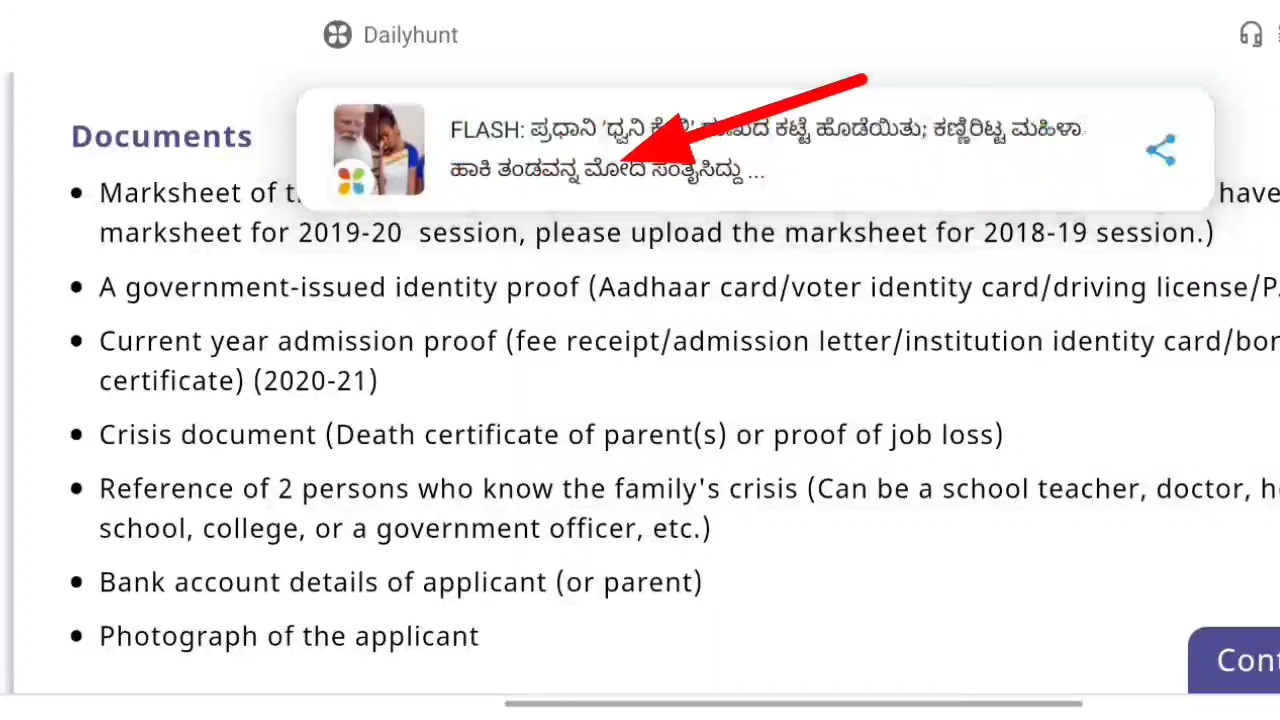 Dailyhunt
FLASH: ಪ್ರಧಾನಿ 'ಧ್ವನಿ ಕಟ್ಟೆ ಹೊಡೆಯಿತು; ಕಣ್ಣಿರಿಟ್ಟ ಮಹಿಳಾ
ಹಾಕಿ ತಂಡವನ್ನ ಮೋದಿ ಸಂತೈಸಿದ್ದು ...
Documents
• Marksheet of have
marksheet for 2019-20 session, please upload the marksheet for 2018-19 session.)
• A government-issued identity proof (Aadhaar card/voter identity card/driving license/
• Current year admission proof (fee receipt/admission letter/institution identity card/
certificate) (2020-21)
• Crisis document (Death certificate of parent(s) or proof of job loss)
• Reference of 2 persons who know the family's crisis (Can be a school teacher, doctor,
school, college, or a government officer, etc.)
• Bank account details of applicant (or parent)
• Photograph of the applicant